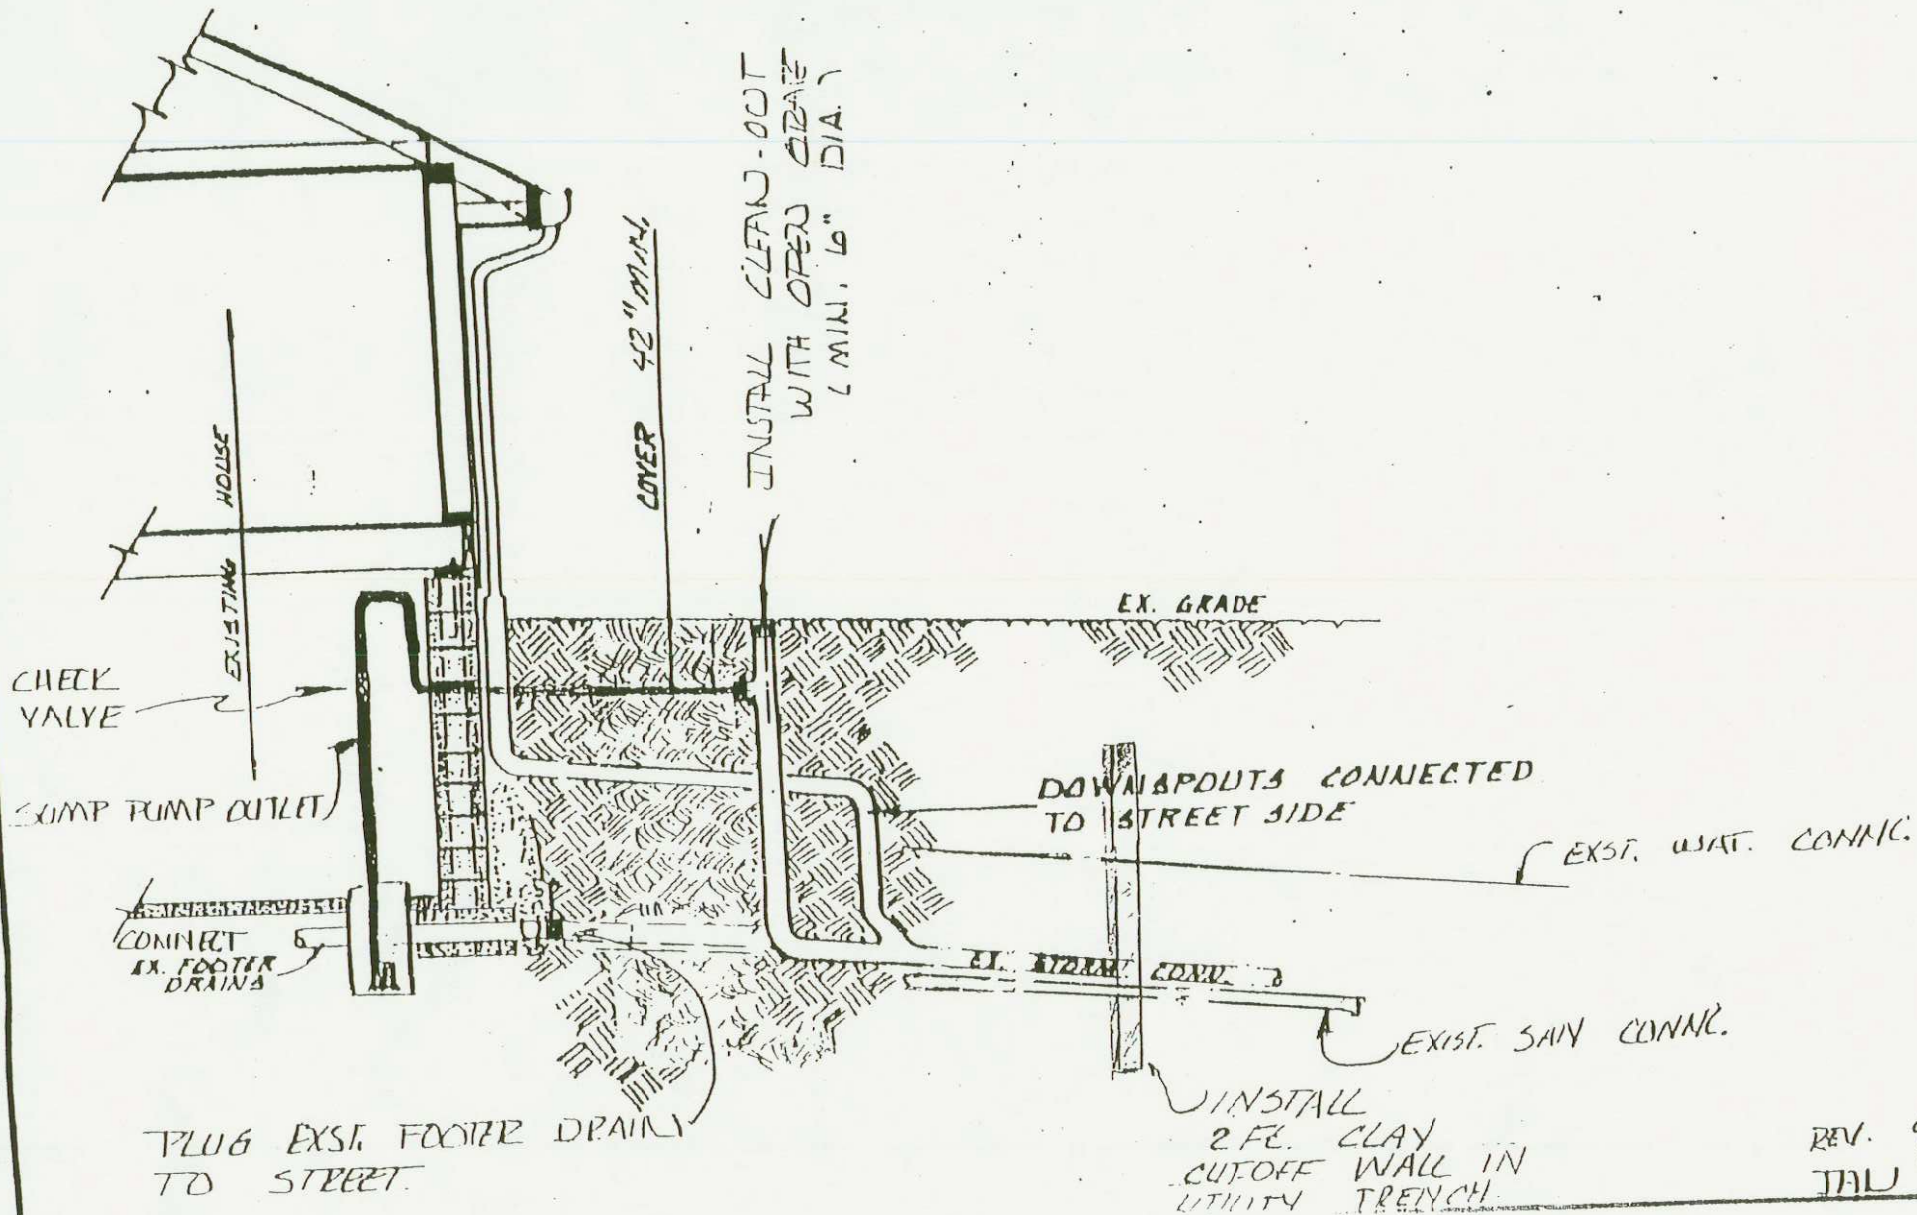 INSTALL CLEAN-OUT
WITH OPEN GRATE
(MIN. 6" DIA.)
COVER 42" MIN.
EXISTING HOUSE
EX. GRADE
CHECK
VALVE
SUMP PUMP OUTLET
DOWNSPOUTS CONNECTED
TO STREET SIDE
EXST. WAT. CONNC.
CONNECT
EX. FOOTER
DRAINS
EX. STORM CONN.
EXIST. SAN CONNC.
PLUG EXST. FOOTER DRAIN
TO STREET.
INSTALL
2 FT. CLAY
CUTOFF WALL IN
UTILITY TRENCH
REV.
JAN